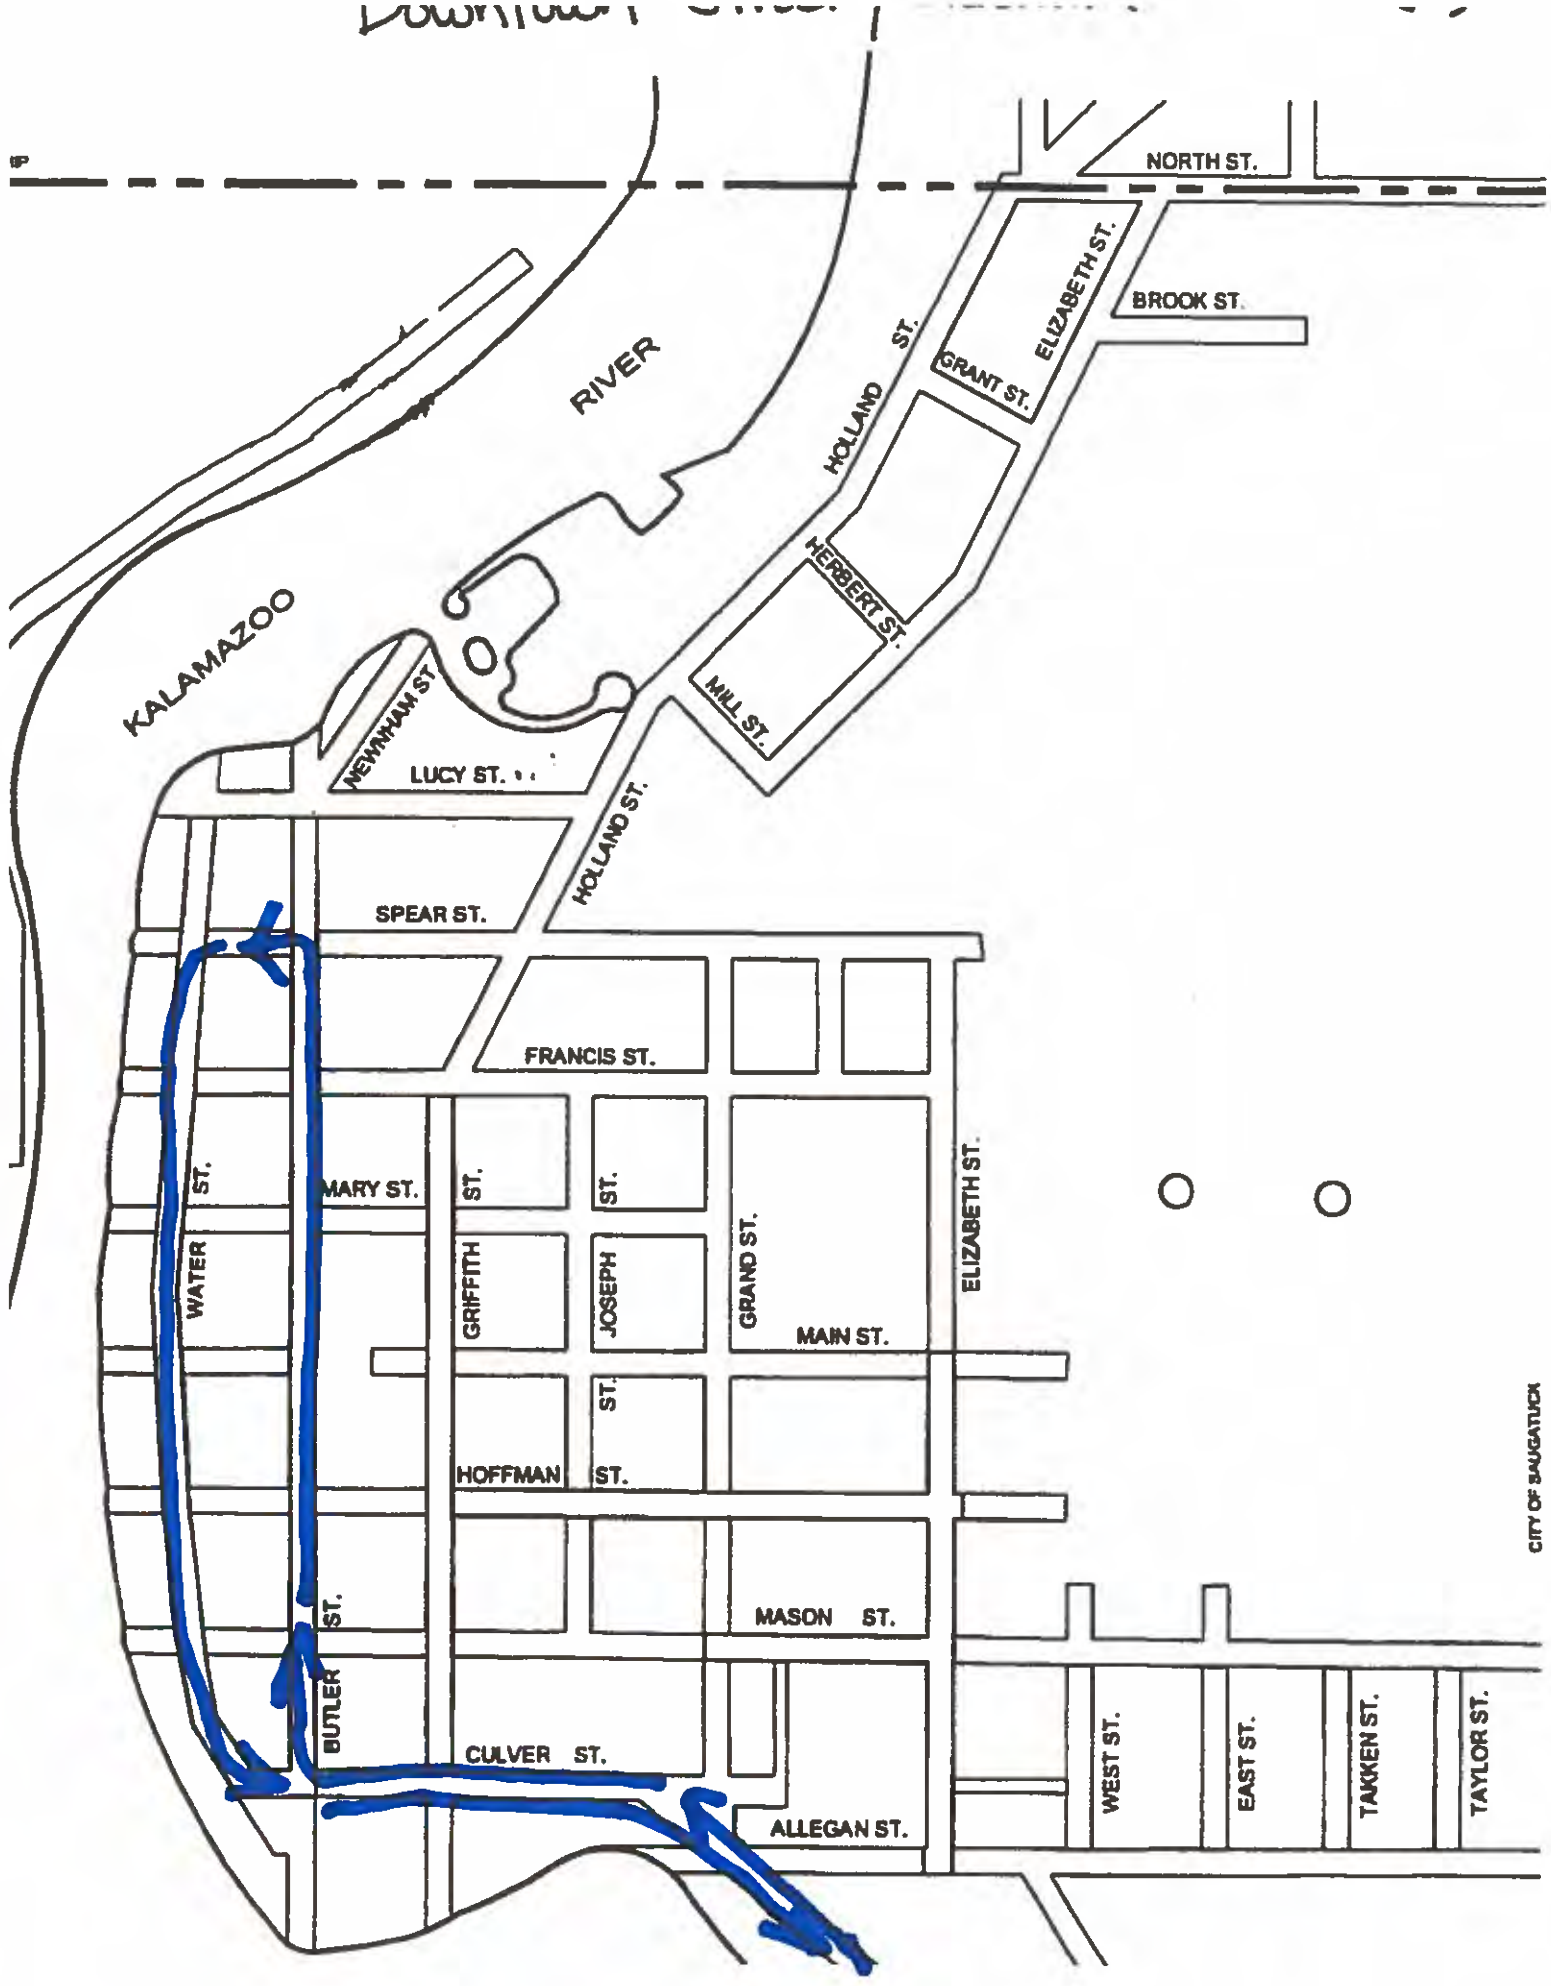 Downtown
IP
NORTH ST.
ELIZABETH ST.
BROOK ST.
HOLLAND ST.
GRANT ST.
RIVER
HERBERT ST.
KALAMAZOO
MILL ST.
NEWNHAM ST
LUCY ST.
HOLLAND ST.
SPEAR ST.
FRANCIS ST.
MARY ST.
WATER ST.
GRIFFITH ST.
JOSEPH ST.
GRAND ST.
ELIZABETH ST.
MAIN ST.
ST.
HOFFMAN ST.
CITY OF SAUGATUCK
MASON ST.
BUTLER ST.
CULVER ST.
WEST ST.
EAST ST.
TAKKEN ST.
TAYLOR ST.
ALLEGAN ST.